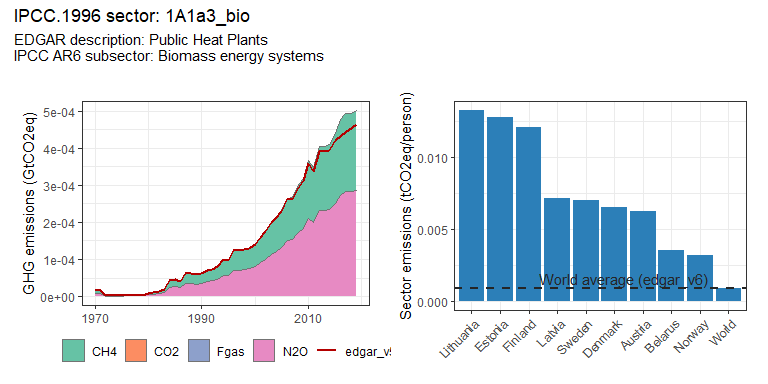 IPCC.1996 sector: 1A1a3_bio
EDGAR description: Public Heat Plants
IPCC AR6 subsector: Biomass energy systems
GHG emissions (GtCO2eq)
5e-04
4e-04
3e-04
2e-04
1e-04
0e+00
1970
1990
2010
CH4
CO2
Fgas
N2O
edgar_v5
Sector emissions (tCO2eq/person)
0.010
0.005
0.000
World average (edgar_v6)
Lithuania
Estonia
Finland
Latvia
Sweden
Denmark
Austria
Belarus
Norway
World